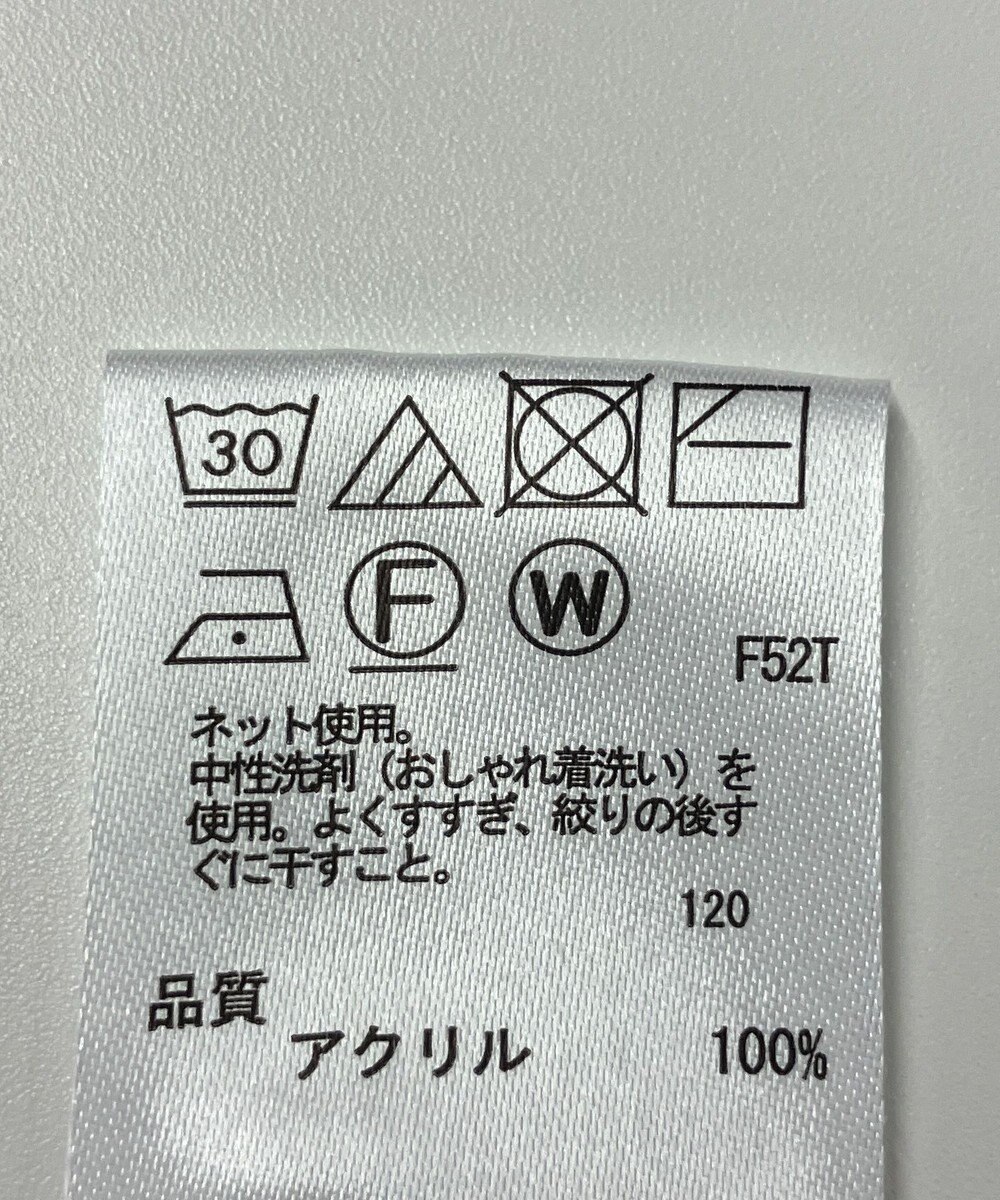 30
F W
F52T
ネット使用。
中性洗剤（おしゃれ着洗い）を
使用。よくすすぎ、絞りの後す
ぐに干すこと。
120
品質
アクリル 100%